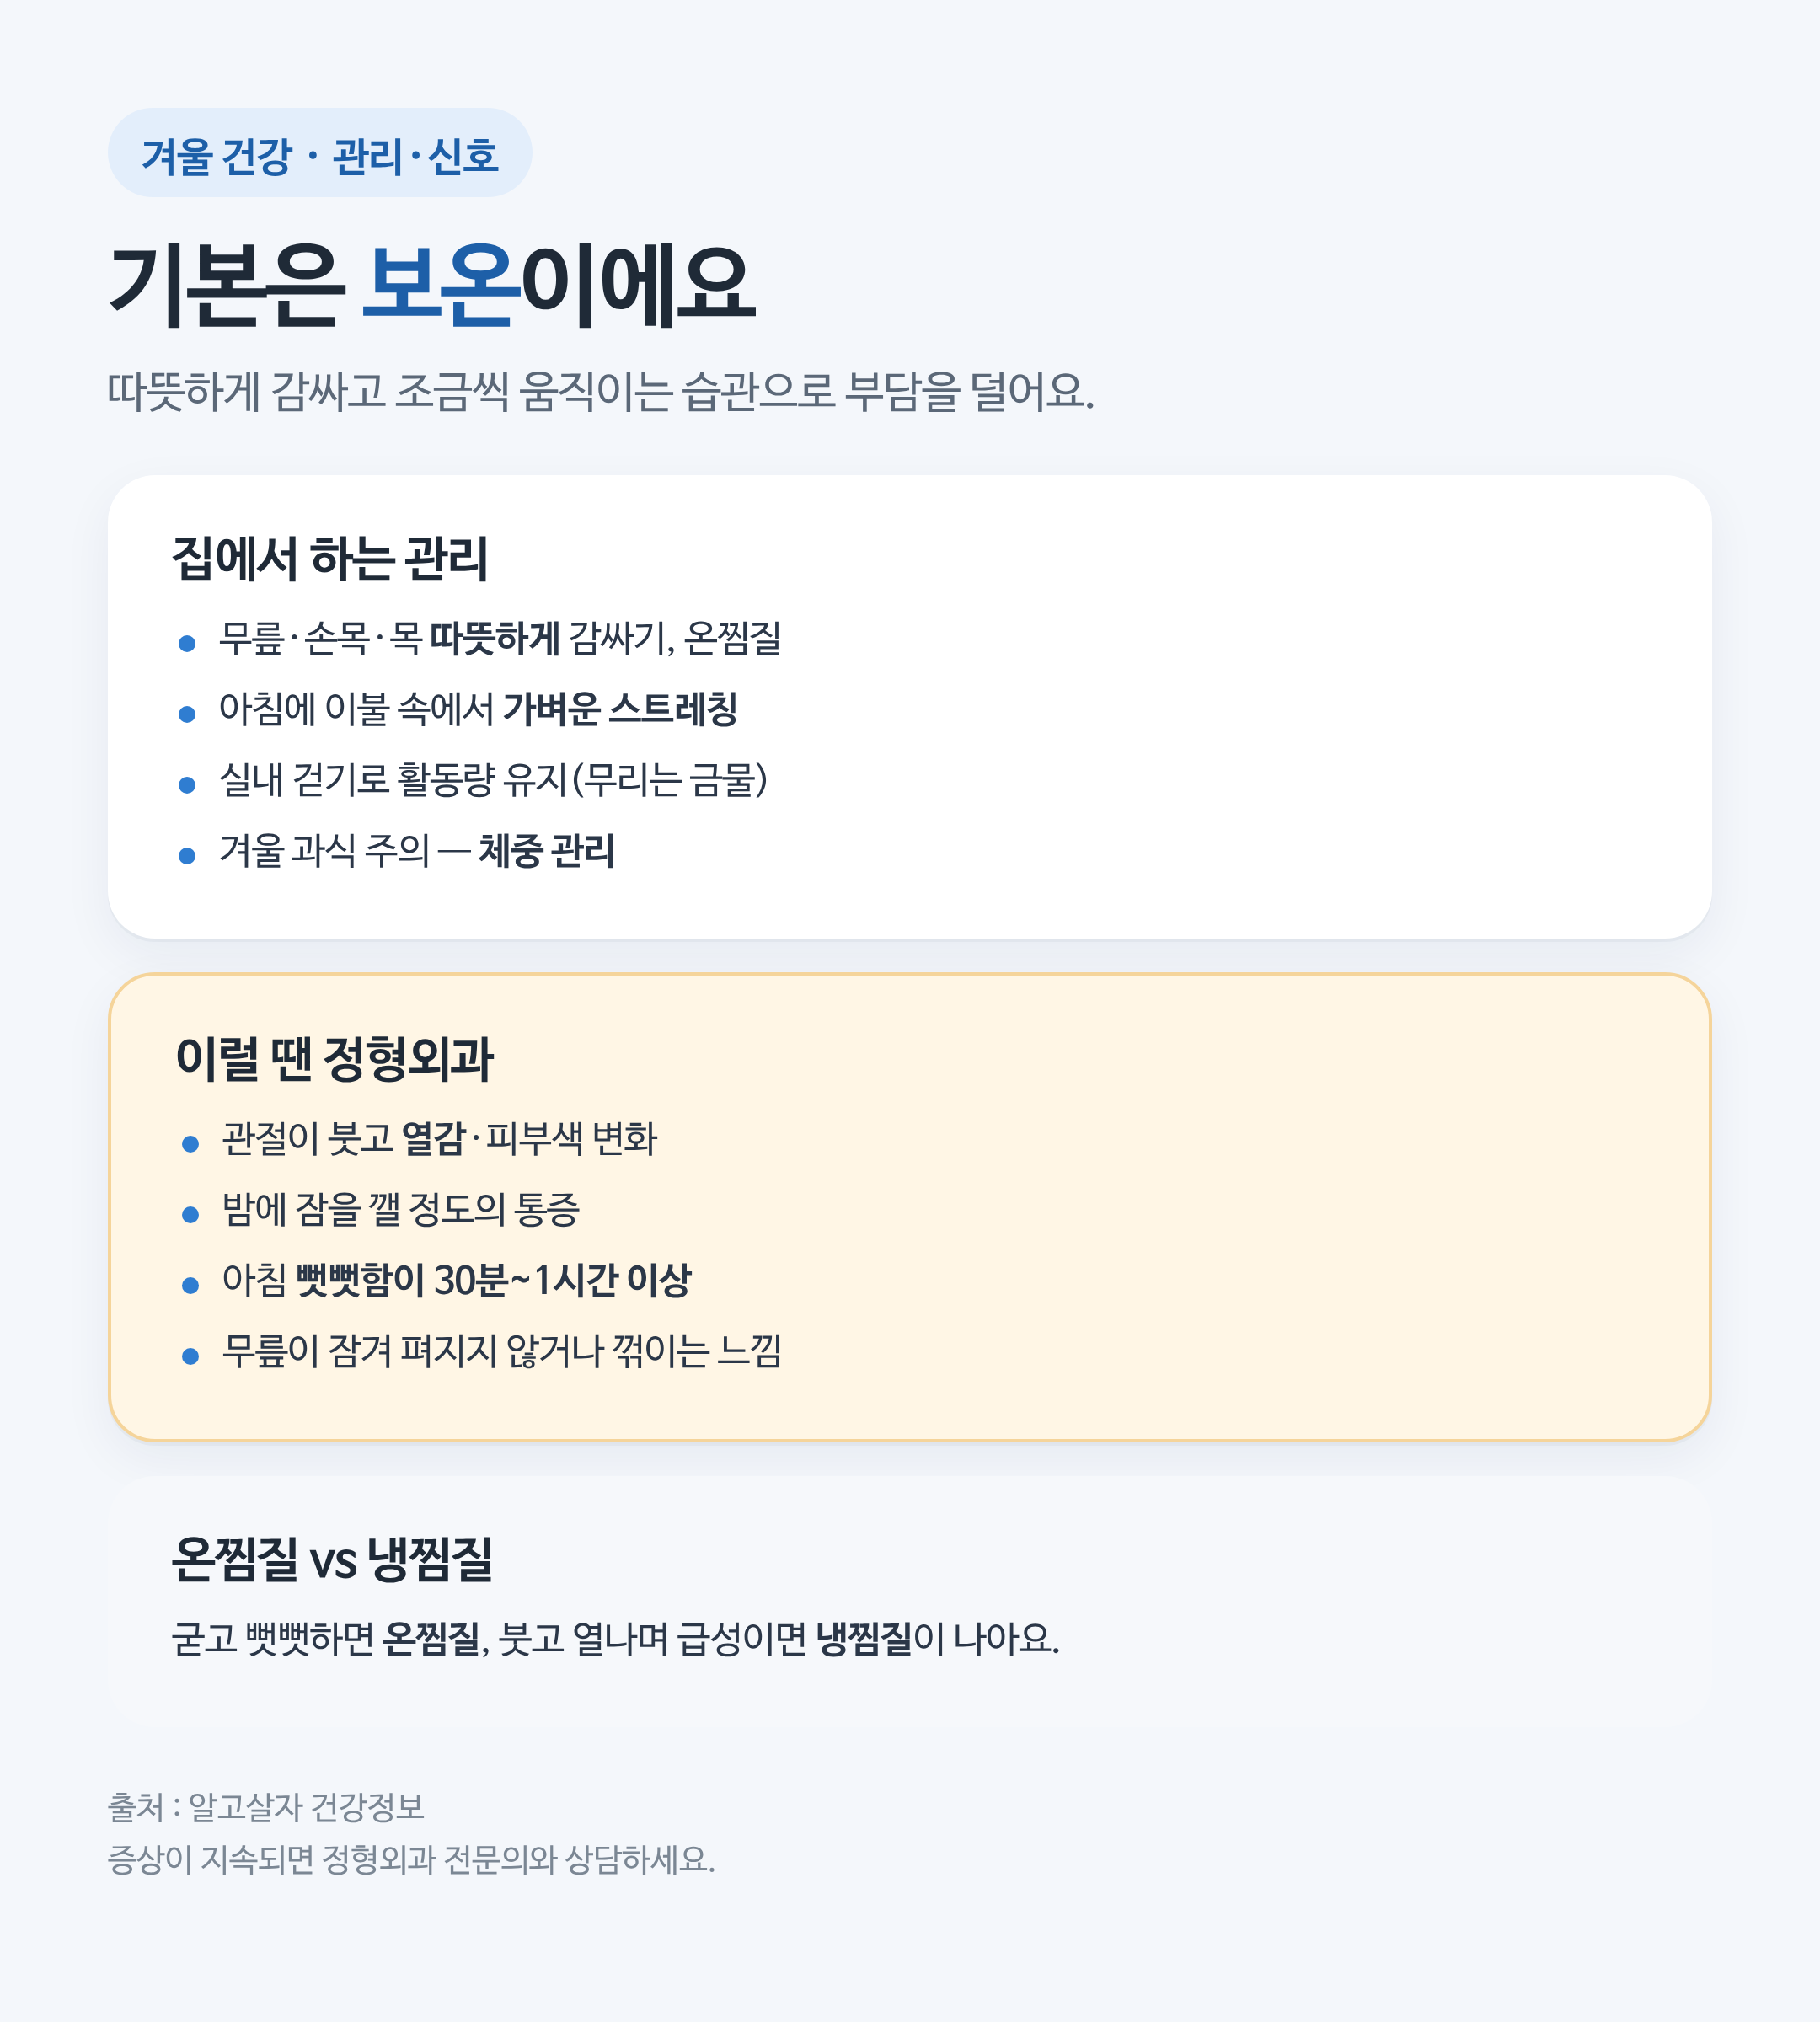 겨울 건강 · 관리·신호
기본은 보온이에요
따뜻하게 감싸고 조금씩 움직이는 습관으로 부담을 덜어요.
집에서 하는 관리
무릎·손목·목 따뜻하게 감싸기, 온찜질
아침에 이불 속에서 가벼운 스트레칭
실내 걷기로 활동량 유지(무리는 금물)
겨울 과식 주의 — 체중 관리
이럴 땐 정형외과
관절이 붓고 열감·피부색 변화
밤에 잠을 깰 정도의 통증
아침 뻣뻣함이 30분~1시간 이상
무릎이 잠겨 펴지지 않거나 꺾이는 느낌
온찜질 vs 냉찜질
굳고 뻣뻣하면 온찜질, 붓고 열나며 급성이면 냉찜질이 나아요.
출처 : 알고살자 건강정보
증상이 지속되면 정형외과 전문의와 상담하세요.